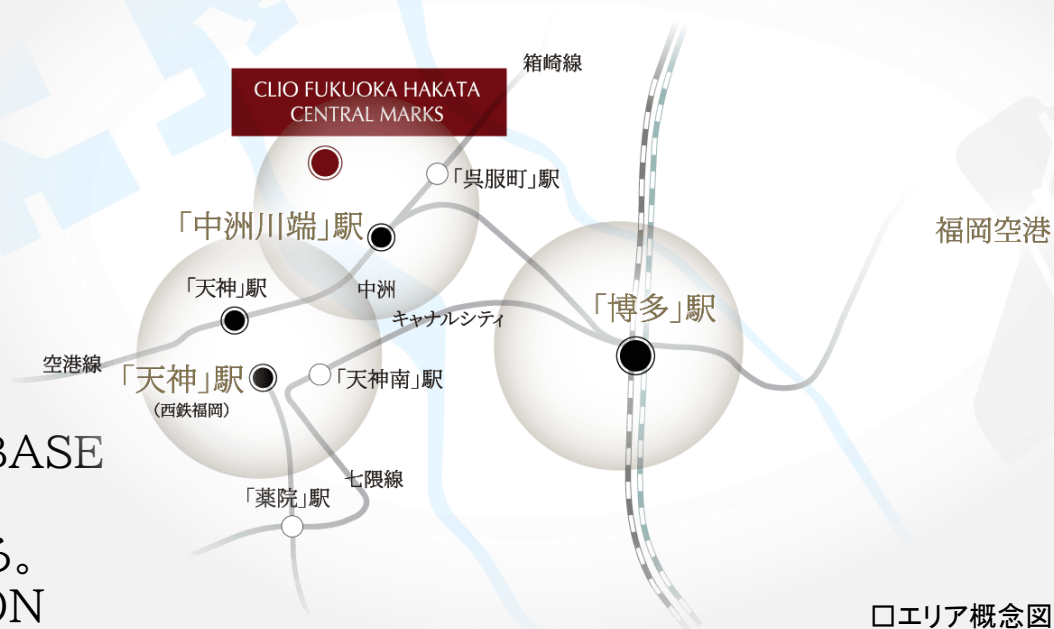 箱崎線
CLIO FUKUOKA HAKATA
CENTRAL MARKS
「呉服町」駅
「中洲川端」駅
福岡空港
「天神」駅
中洲
キャナルシティ
「博多」駅
空港線
「天神」駅
(西鉄福岡)
「天神南」駅
BASE
七隈線
「薬院」駅
る。
ON
□エリア概念図